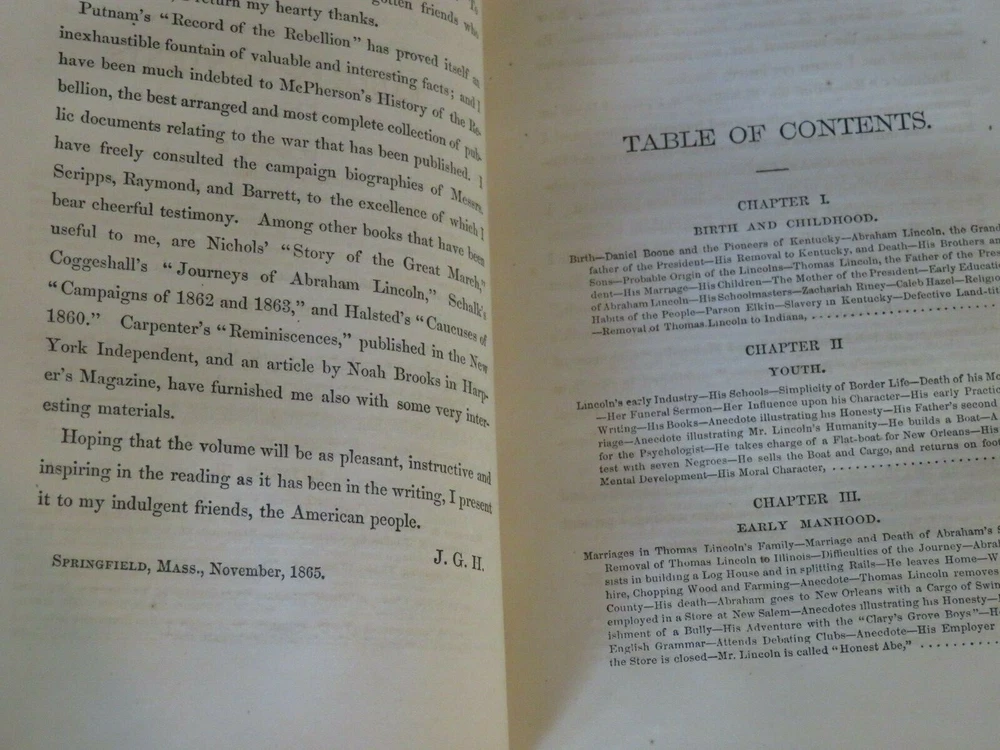 return my hearty thanks.
Putnam's "Record of the Rebellion" has proved itself an
inexhaustible fountain of valuable and interesting facts; and I
have been much indebted to McPherson's History of the Re-
bellion, the best arranged and most complete collection of pub-
lic documents relating to the war that has been published. I
have freely consulted the campaign biographies of Messrs.
Scripps, Raymond, and Barrett, to the excellence of which I
bear cheerful testimony. Among other books that have been
useful to me, are Nichols' "Story of the Great March,"
Coggeshall's "Journeys of Abraham Lincoln," Schalk's
"Campaigns of 1862 and 1863," and Halsted's "Caucuses of
1860." Carpenter's "Reminiscences," published in the New
York Independent, and an article by Noah Brooks in Harp-
er's Magazine, have furnished me also with some very inter-
esting materials.
Hoping that the volume will be as pleasant, instructive and
inspiring in the reading as it has been in the writing, I present
it to my indulgent friends, the American people.
J. G. H.
SPRINGFIELD, MASS., November, 1865.
TABLE OF CONTENTS.
CHAPTER I.
BIRTH AND CHILDHOOD.
Birth—Daniel Boone and the Pioneers of Kentucky—Abraham Lincoln, the Grand
father of the President—His Removal to Kentucky, and Death—His Brothers an
Sons—Probable Origin of the Lincolns—Thomas Lincoln, the Father of the Pres
dent—His Marriage—His Children—The Mother of the President—Early Educatio
of Abraham Lincoln—His Schoolmasters—Zachariah Riney—Caleb Hazel—Religio
Habits of the People—Parson Elkin—Slavery in Kentucky—Defective Land-tit
—Removal of Thomas Lincoln to Indiana,
CHAPTER II
YOUTH.
Lincoln's early Industry—His Schools—Simplicity of Border Life—Death of his Mo
—Her Funeral Sermon—Her Influence upon his Character—His early Practic
Writing—His Books—Anecdote illustrating his Honesty—His Father's second
riage—Anecdote illustrating Mr. Lincoln's Humanity—He builds a Boat—A
for the Psychologist—He takes charge of a Flat-boat for New Orleans—His
test with seven Negroes—He sells the Boat and Cargo, and returns on foot
Mental Development—His Moral Character,
CHAPTER III.
EARLY MANHOOD.
Marriages in Thomas Lincoln's Family—Marriage and Death of Abraham's S
Removal of Thomas Lincoln to Illinois—Difficulties of the Journey—Abra
sists in building a Log House and in splitting Rails—He leaves Home—W
hire, Chopping Wood and Farming—Anecdote—Thomas Lincoln removes
County—His death—Abraham goes to New Orleans with a Cargo of Swin
employed in a Store at New Salem—Anecdotes illustrating his Honesty—
ishment of a Bully—His Adventure with the "Clary's Grove Boys"—H
English Grammar—Attends Debating Clubs—Anecdote—His Employer
the Store is closed—Mr. Lincoln is called "Honest Abe,"